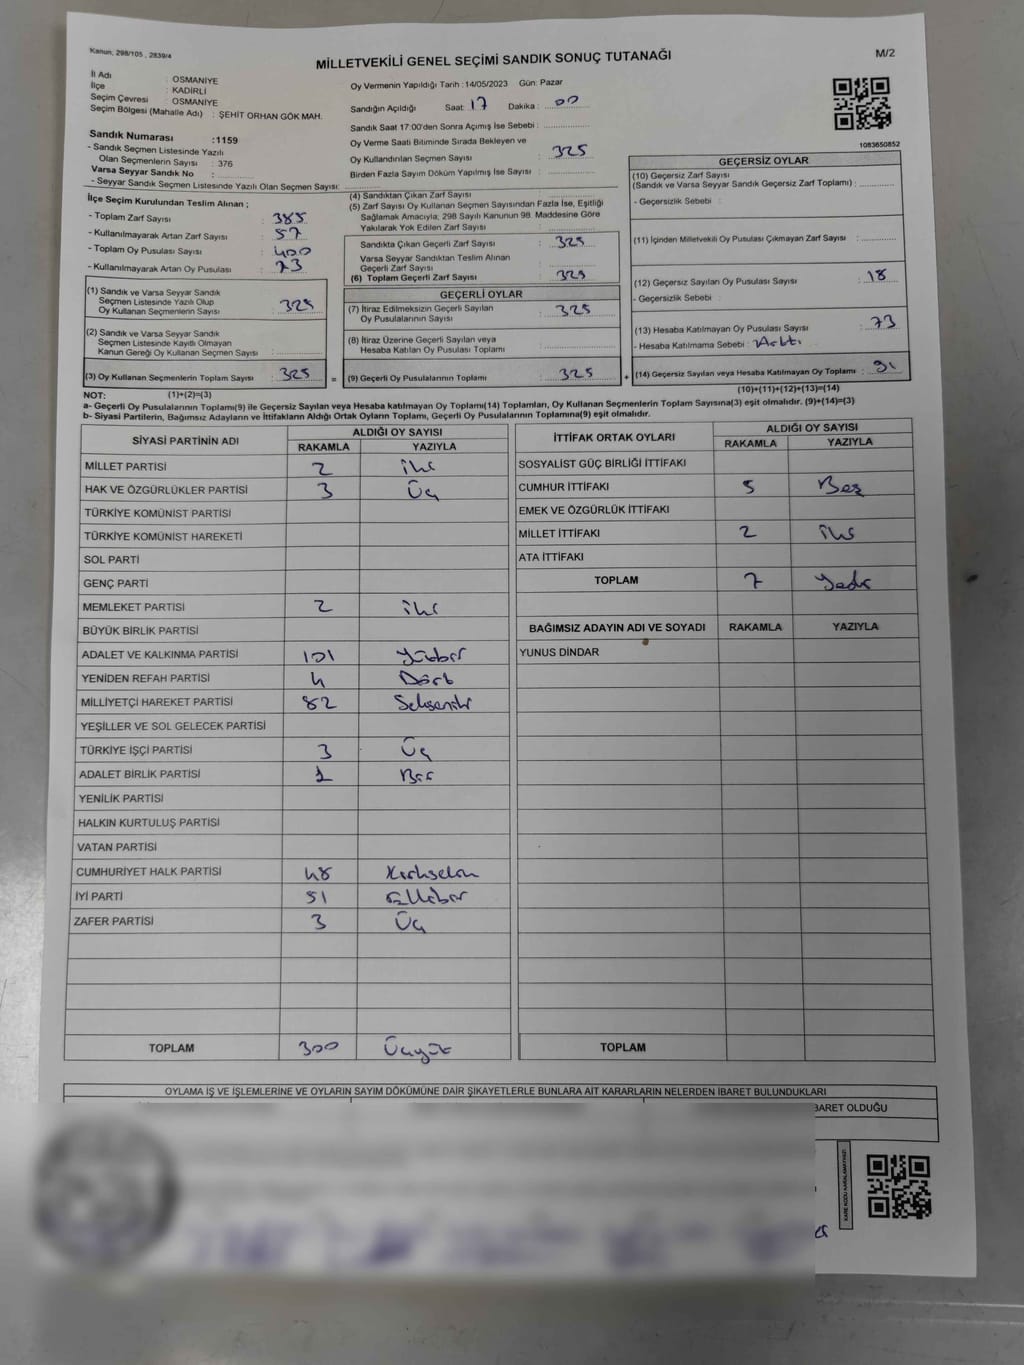 Kanun: 298/105 , 2839/4
MİLLETVEKİLİ GENEL SEÇİMİ SANDIK SONUÇ TUTANAĞI
M/2
İl Adı : OSMANİYE
İlçe : KADİRLİ
Seçim Çevresi : OSMANİYE
Seçim Bölgesi (Mahalle Adı) : ŞEHİT ORHAN GÖK MAH.
Sandık Numarası :1159
- Sandık Seçmen Listesinde Yazılı
Olan Seçmenlerin Sayısı : 376
Varsa Seyyar Sandık No :
- Seyyar Sandık Seçmen Listesinde Yazılı Olan Seçmen Sayısı:
Oy Vermenin Yapıldığı Tarih :14/05/2023 Gün: Pazar
Sandığın Açıldığı Saat: 17 Dakika : 00
Sandık Saat 17:00'den Sonra Açımış İse Sebebi :
Oy Verme Saati Bitiminde Sırada Bekleyen ve
Oy Kullandırılan Seçmen Sayısı : 325
Birden Fazla Sayım Döküm Yapılmış İse Sayısı :
1083650852
İlçe Seçim Kurulundan Teslim Alınan ;
- Toplam Zarf Sayısı : 385
- Kullanılmayarak Artan Zarf Sayısı : 57
- Toplam Oy Pusulası Sayısı : 400
- Kullanılmayarak Artan Oy Pusulası : 73
(1) Sandık ve Varsa Seyyar Sandık
Seçmen Listesinde Yazılı Olup
Oy Kullanan Seçmenlerin Sayısı : 325
(2) Sandık ve Varsa Seyyar Sandık
Seçmen Listesinde Kayıtlı Olmayan
Kanun Gereği Oy Kullanan Seçmen Sayısı :
(3) Oy Kullanan Seçmenlerin Toplam Sayısı : 325
=
(4) Sandıktan Çıkan Zarf Sayısı
(5) Zarf Sayısı Oy Kullanan Seçmen Sayısından Fazla İse, Eşitliği
Sağlamak Amacıyla; 298 Sayılı Kanunun 98. Maddesine Göre
Yakılarak Yok Edilen Zarf Sayısı :
Sandıkta Çıkan Geçerli Zarf Sayısı : 325
Varsa Seyyar Sandıktan Teslim Alınan
Geçerli Zarf Sayısı :
(6) Toplam Geçerli Zarf Sayısı : 325
GEÇERLİ OYLAR
(7) İtiraz Edilmeksizin Geçerli Sayılan
Oy Pusulalarının Sayısı : 325
(8) İtiraz Üzerine Geçerli Sayılan veya
Hesaba Katılan Oy Pusulası Toplamı :
(9) Geçerli Oy Pusulalarının Toplamı : 325
+
GEÇERSİZ OYLAR
(10) Geçersiz Zarf Sayısı
(Sandık ve Varsa Seyyar Sandık Geçersiz Zarf Toplamı) :
- Geçersizlik Sebebi :
(11) İçinden Milletvekili Oy Pusulası Çıkmayan Zarf Sayısı :
(12) Geçersiz Sayılan Oy Pusulası Sayısı : 18
- Geçersizlik Sebebi :
(13) Hesaba Katılmayan Oy Pusulası Sayısı : 73
- Hesaba Katılmama Sebebi : Arttı
(14) Geçersiz Sayılan veya Hesaba Katılmayan Oy Toplamı : 91
NOT: (1)+(2)=(3)
(10)+(11)+(12)+(13)=(14)
a- Geçerli Oy Pusulalarının Toplamı(9) ile Geçersiz Sayılan veya Hesaba katılmayan Oy Toplamı(14) Toplamları, Oy Kullanan Seçmenlerin Toplam Sayısına(3) eşit olmalıdır. (9)+(14)=(3)
b- Siyasi Partilerin, Bağımsız Adayların ve İttifakların Aldığı Ortak Oyların Toplamı, Geçerli Oy Pusulalarının Toplamına(9) eşit olmalıdır.
SİYASİ PARTİNİN ADI ALDIĞI OY SAYISI
RAKAMLA YAZIYLA
MİLLET PARTİSİ 2 iki
HAK VE ÖZGÜRLÜKLER PARTİSİ 3 Üç
TÜRKİYE KOMÜNİST PARTİSİ
TÜRKİYE KOMÜNİST HAREKETİ
SOL PARTİ
GENÇ PARTİ
MEMLEKET PARTİSİ 2 iki
BÜYÜK BİRLİK PARTİSİ
ADALET VE KALKINMA PARTİSİ 101 Yüzbir
YENİDEN REFAH PARTİSİ 4 Dört
MİLLİYETÇİ HAREKET PARTİSİ 82 Sekseniki
YEŞİLLER VE SOL GELECEK PARTİSİ
TÜRKİYE İŞÇİ PARTİSİ 3 Üç
ADALET BİRLİK PARTİSİ 1 Bir
YENİLİK PARTİSİ
HALKIN KURTULUŞ PARTİSİ
VATAN PARTİSİ
CUMHURİYET HALK PARTİSİ 48 Kırksekiz
İYİ PARTİ 51 Ellibir
ZAFER PARTİSİ 3 Üç
TOPLAM 300 Üçyüz
İTTİFAK ORTAK OYLARI ALDIĞI OY SAYISI
RAKAMLA YAZIYLA
SOSYALİST GÜÇ BİRLİĞİ İTTİFAKI
CUMHUR İTTİFAKI 5 Beş
EMEK VE ÖZGÜRLÜK İTTİFAKI
MİLLET İTTİFAKI 2 iki
ATA İTTİFAKI
TOPLAM 7 Yedi
BAĞIMSIZ ADAYIN ADI VE SOYADI RAKAMLA YAZIYLA
YUNUS DİNDAR
TOPLAM
OYLAMA İŞ VE İŞLEMLERİNE VE OYLARIN SAYIM DÖKÜMÜNE DAİR ŞİKAYETLERLE BUNLARA AİT KARARLARIN NELERDEN İBARET BULUNDUKLARI
BARET OLDUĞU
KARE KODU KARALAMAYINIZ!